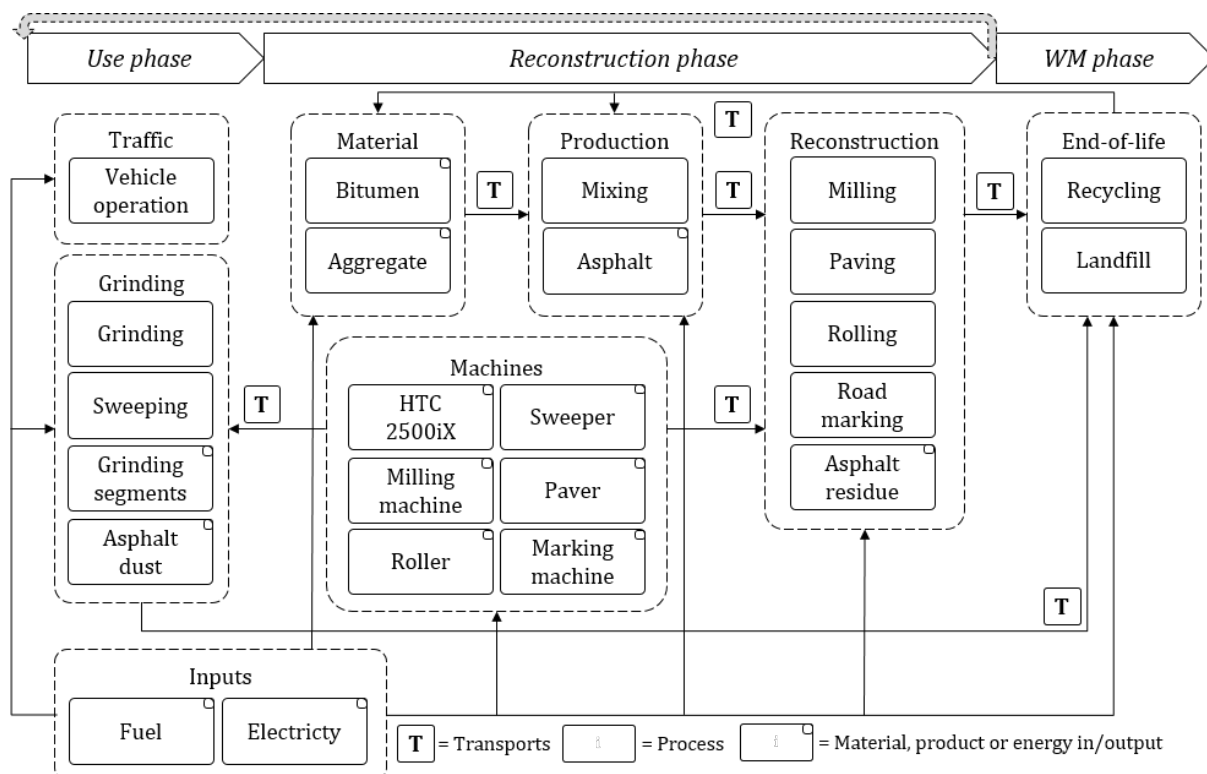 Use phase
Reconstruction phase
WM phase
Traffic
Vehicle
operation
Material
Bitumen
Aggregate
T
Production
Mixing
Asphalt
T
T
Reconstruction
Milling
Paving
Rolling
Road
marking
Asphalt
residue
T
End-of-life
Recycling
Landfill
Grinding
Grinding
Sweeping
Grinding
segments
Asphalt
dust
T
Machines
HTC
2500iX
Sweeper
Milling
machine
Paver
Roller
Marking
machine
T
T
Inputs
Fuel
Electricty
T = Transports
= Process
= Material, product or energy in/output